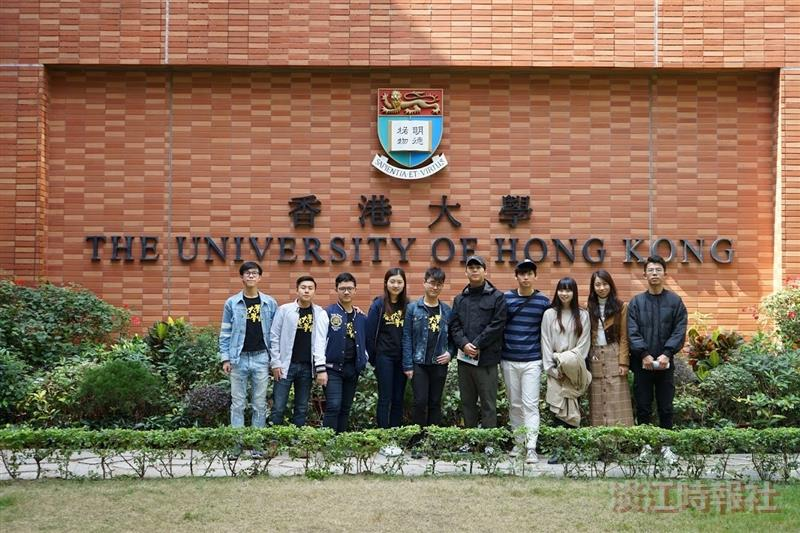 明德
格物
SAPIENTIA·ET·VIRTUS
香港大學
THE UNIVERSITY OF HONG KONG
淡江時報社